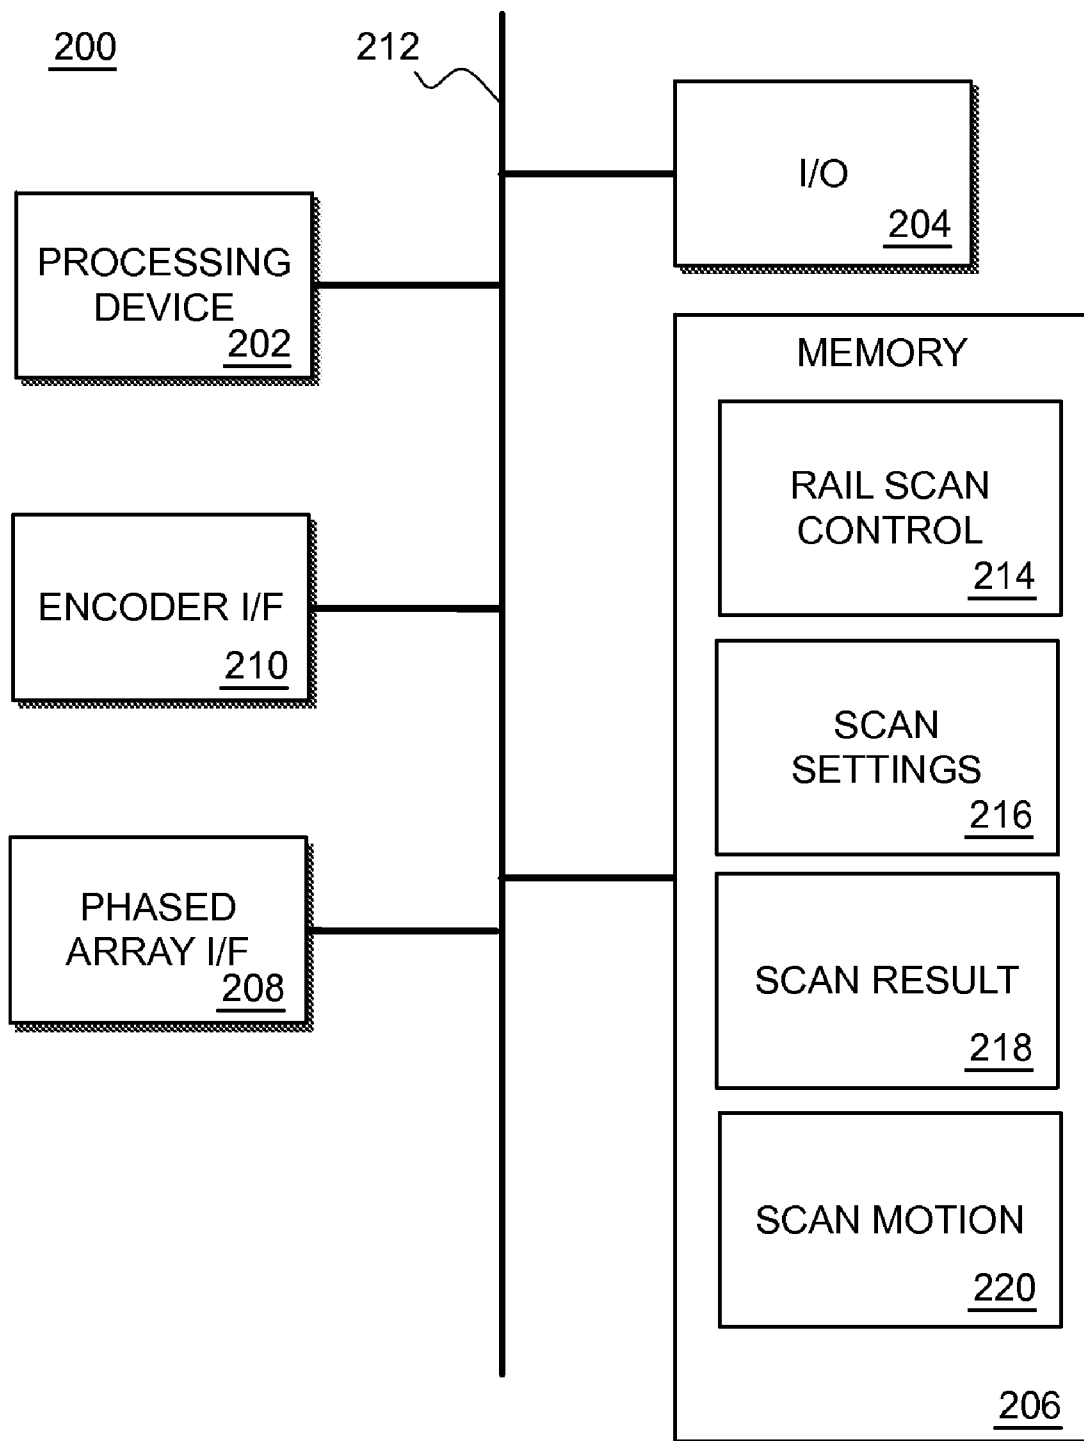 200
212
I/O
204
PROCESSING
DEVICE
202
MEMORY
RAIL SCAN
CONTROL
214
ENCODER I/F
210
SCAN
SETTINGS
216
PHASED
ARRAY I/F
208
SCAN RESULT
218
SCAN MOTION
220
206